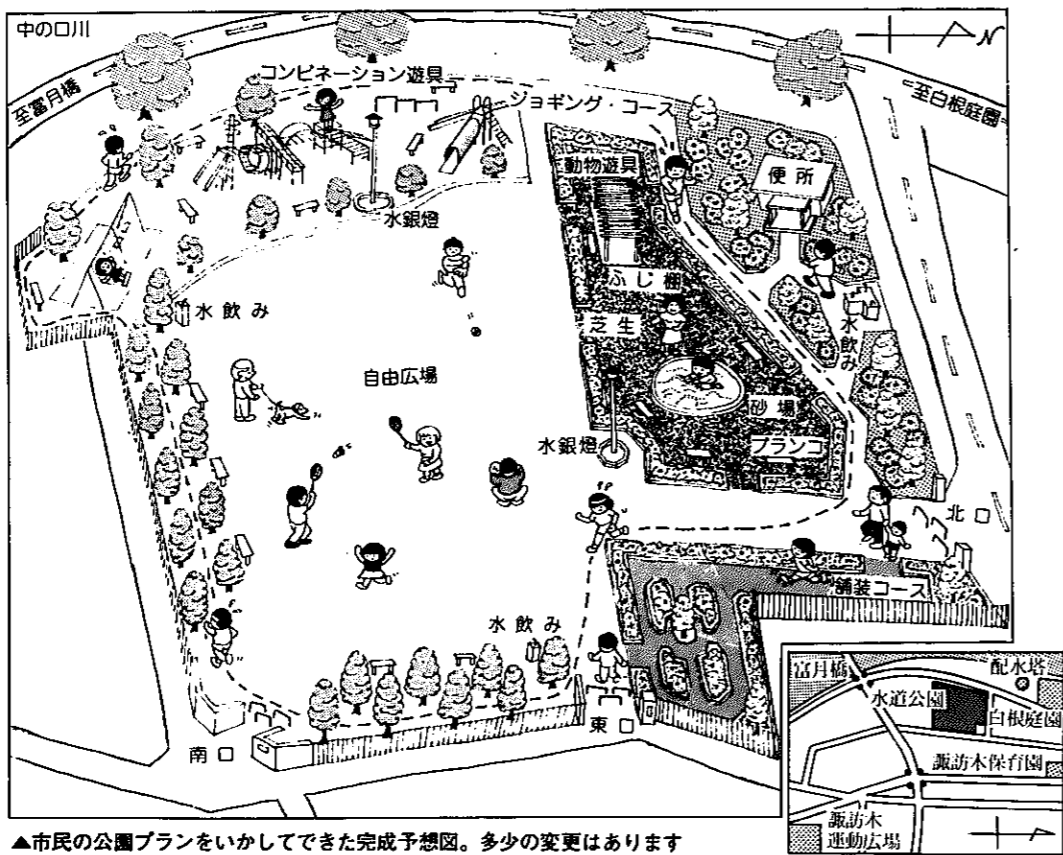 中の口川
N
至富月橋
コンビネーション遊具
ジョギング・コース
至白根庭園
動物遊具
便所
水銀燈
ふじ棚
水飲み
芝生
水飲み
自由広場
砂場
水銀燈
ブランコ
北口
舗装コース
水飲み
南口
東口
富月橋
配水塔
水道公園
白根庭園
諏訪木保育園
諏訪木
運動広場
▲市民の公園プランをいかしてできた完成予想図。多少の変更はあります